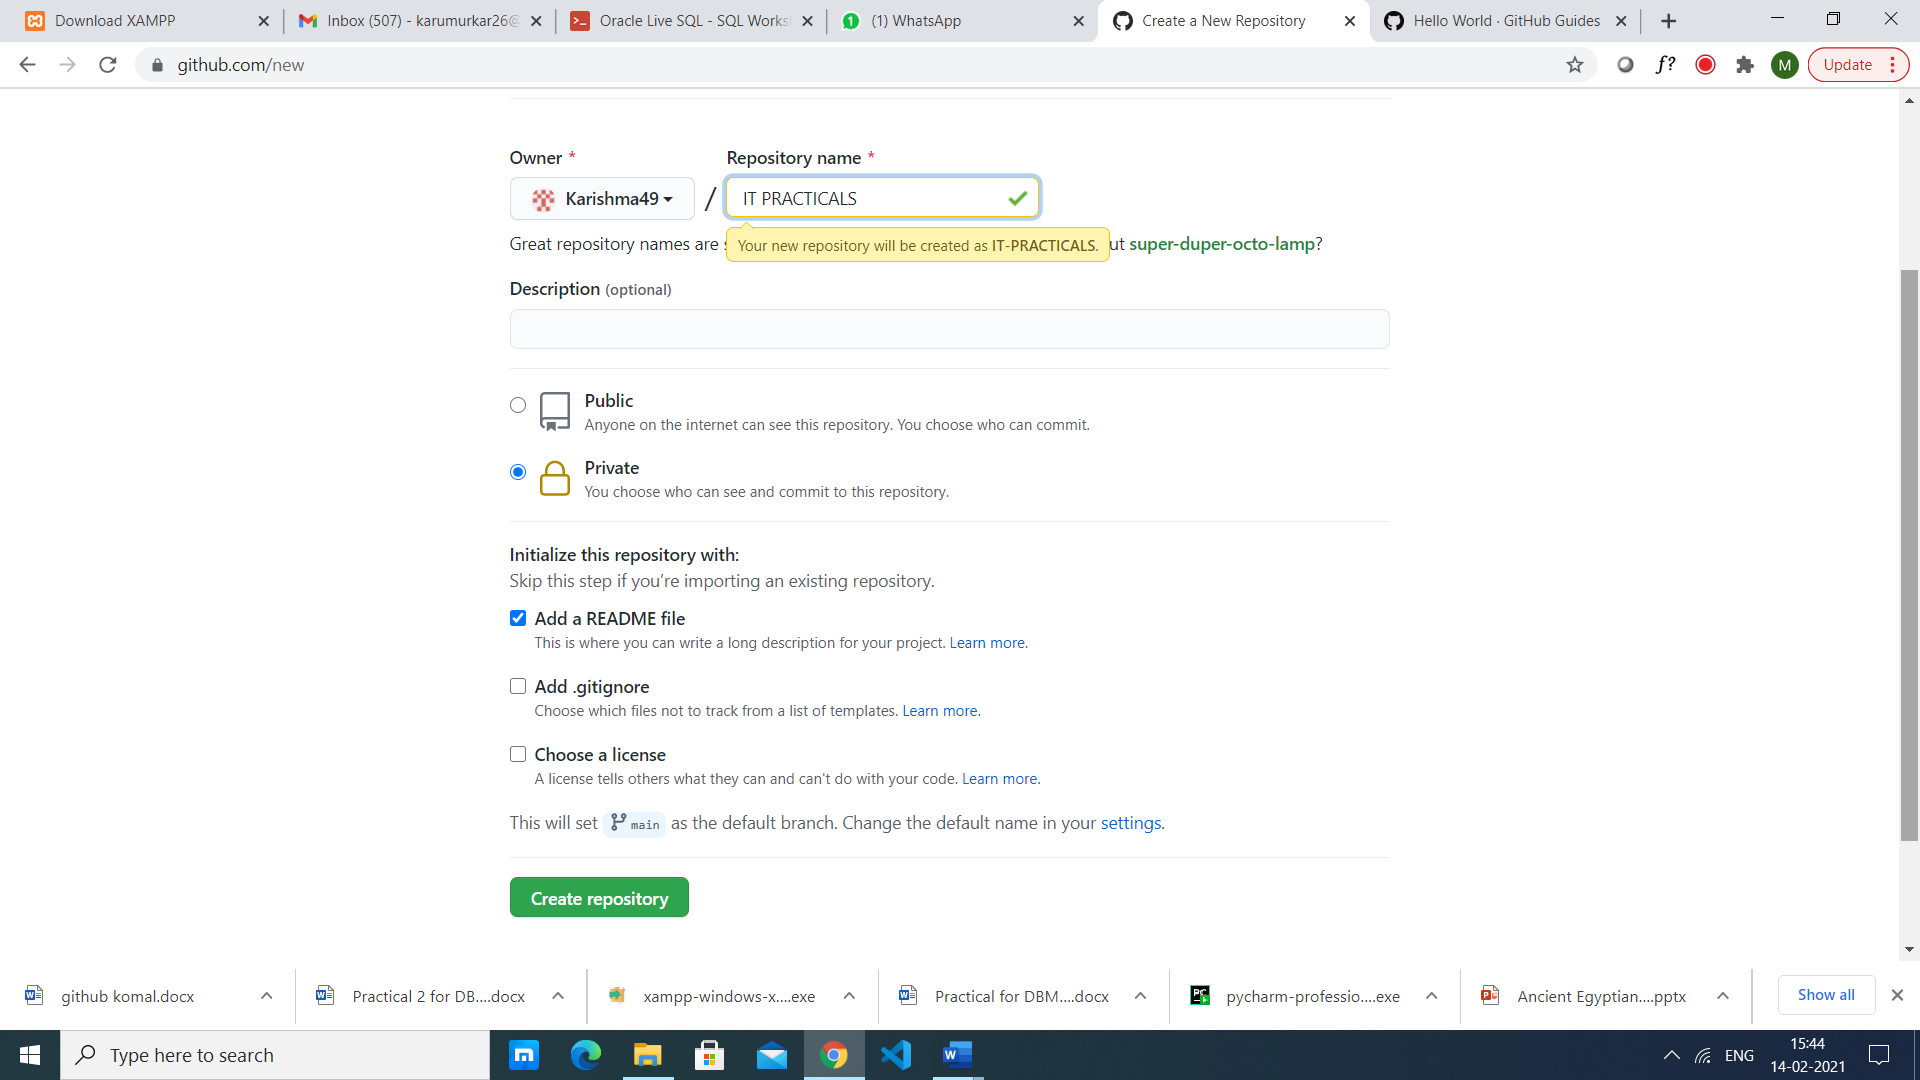 Download XAMPP
Inbox (507) - karumurkar26@
Oracle Live SQL - SQL Works
(1) WhatsApp
Create a New Repository
Hello World · GitHub Guides
github.com/new
f?
M
Update
Owner *
Repository name *
Karishma49
/
IT PRACTICALS
Great repository names are
Your new repository will be created as IT-PRACTICALS.
ut super-duper-octo-lamp?
Description (optional)
Public
Anyone on the internet can see this repository. You choose who can commit.
Private
You choose who can see and commit to this repository.
Initialize this repository with:
Skip this step if you’re importing an existing repository.
Add a README file
This is where you can write a long description for your project. Learn more.
Add .gitignore
Choose which files not to track from a list of templates. Learn more.
Choose a license
A license tells others what they can and can't do with your code. Learn more.
This will set main as the default branch. Change the default name in your settings.
Create repository
github komal.docx
Practical 2 for DB....docx
xampp-windows-x....exe
Practical for DBM....docx
pycharm-professio....exe
Ancient Egyptian....pptx
Show all
Type here to search
ENG
15:44
14-02-2021